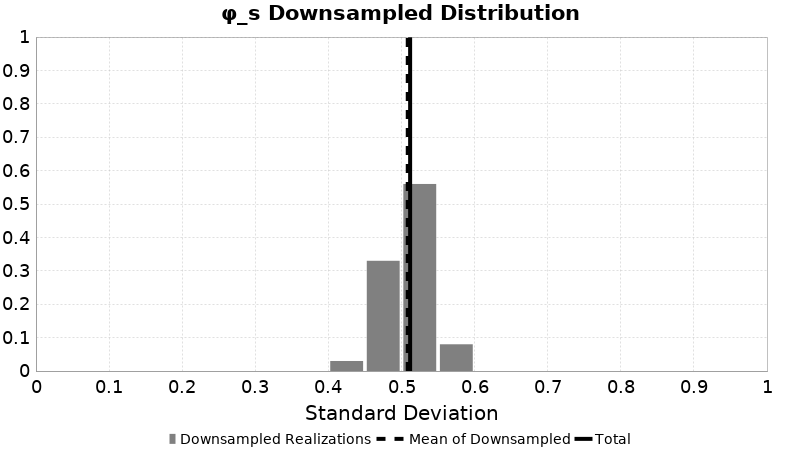 φ_s Downsampled Distribution
1
0.9
0.8
0.7
0.6
0.5
0.4
0.3
0.2
0.1
0
0 0.1 0.2 0.3 0.4 0.5 0.6 0.7 0.8 0.9 1
Standard Deviation
Downsampled Realizations Mean of Downsampled Total